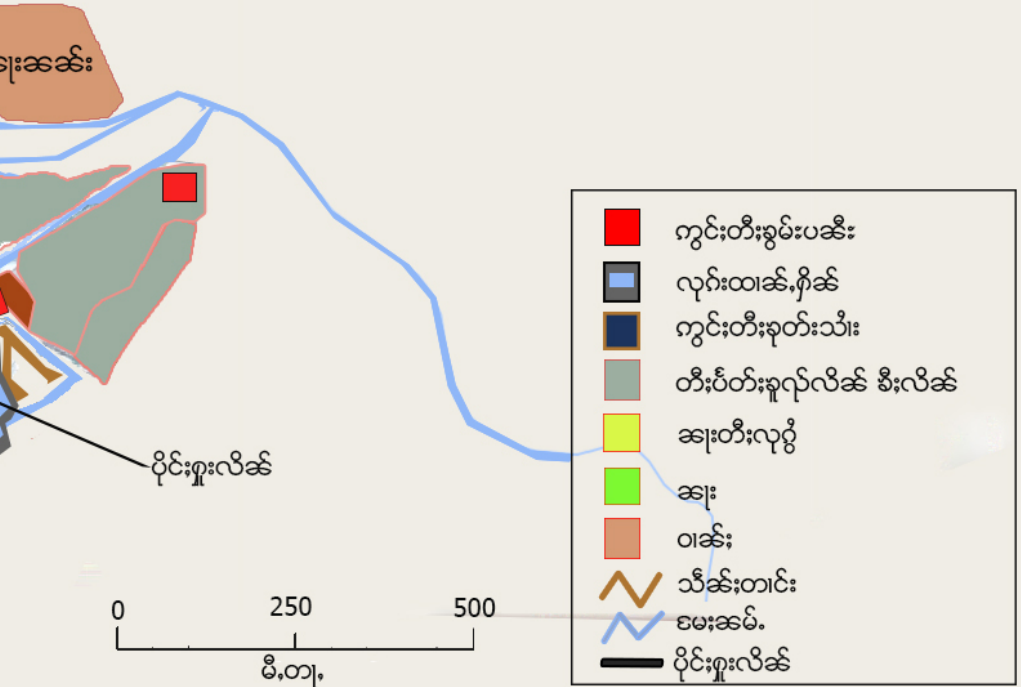 ၼႃးၼၼ်း
ပိုင်ႈႁူးလိၼ်
0 250 500
မီႇတႃႇ
ၵွင်ႈတီႈၶွမ်းပၼီး
လုၵ်းထၢၼ်ႇႁိၼ်
ၵွင်ႈတီႈၶုတ်းသႅၢႆး
တီႈပႅတ်ႈၶူလ်လိၼ် ၶီႈလိၼ်
ၼႃးတီႈလုၵ္ႂႅ
ၼႃး
ဝၢၼ်ႈ
သဵၼ်ႈတၢင်း
မႄႈၼမ်ႉ
ပိုင်ႈႁူးလိၼ်